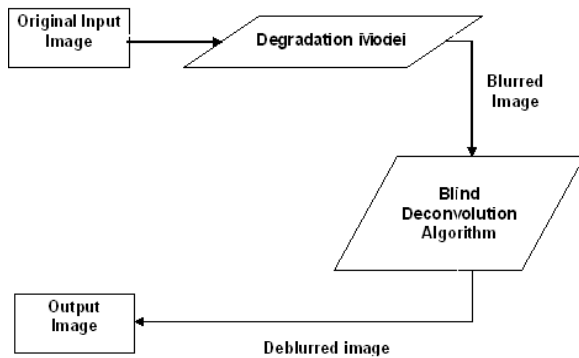 Original Input
Image
Degradation Model
Blurred
Image
Blind
Deconvolution
Algorithm
Output
Image
Deblurred image